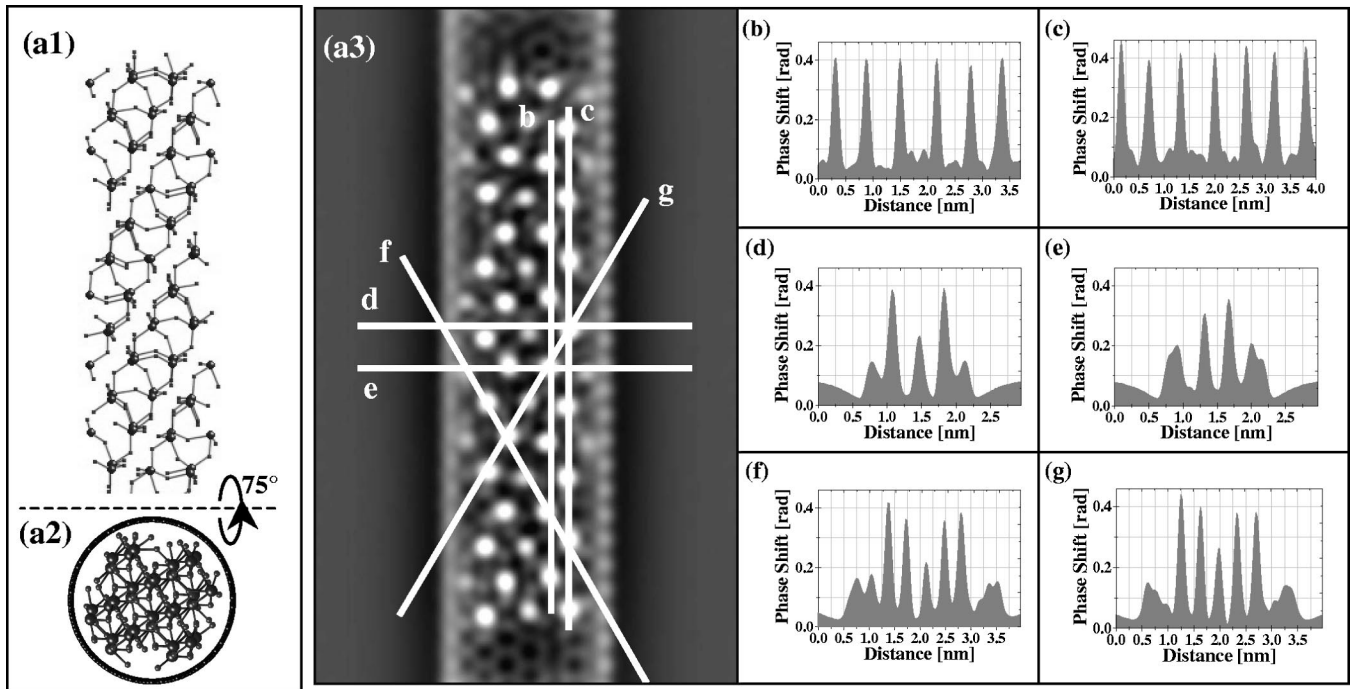 (a1)
75°
(a2)
(a3)
b
c
g
f
d
e
(b)
Phase Shift [rad]
0.4
0.2
0.0
0.0 0.5 1.0 1.5 2.0 2.5 3.0 3.5
Distance [nm]
(c)
Phase Shift [rad]
0.4
0.2
0.0
0.0 0.5 1.0 1.5 2.0 2.5 3.0 3.5 4.0
Distance [nm]
(d)
Phase Shift [rad]
0.4
0.2
0.0
0.0 0.5 1.0 1.5 2.0 2.5
Distance [nm]
(e)
Phase Shift [rad]
0.4
0.2
0.0
0.0 0.5 1.0 1.5 2.0 2.5
Distance [nm]
(f)
Phase Shift [rad]
0.4
0.2
0.0
0.0 0.5 1.0 1.5 2.0 2.5 3.0 3.5
Distance [nm]
(g)
Phase Shift [rad]
0.4
0.2
0.0
0.0 0.5 1.0 1.5 2.0 2.5 3.0 3.5
Distance [nm]